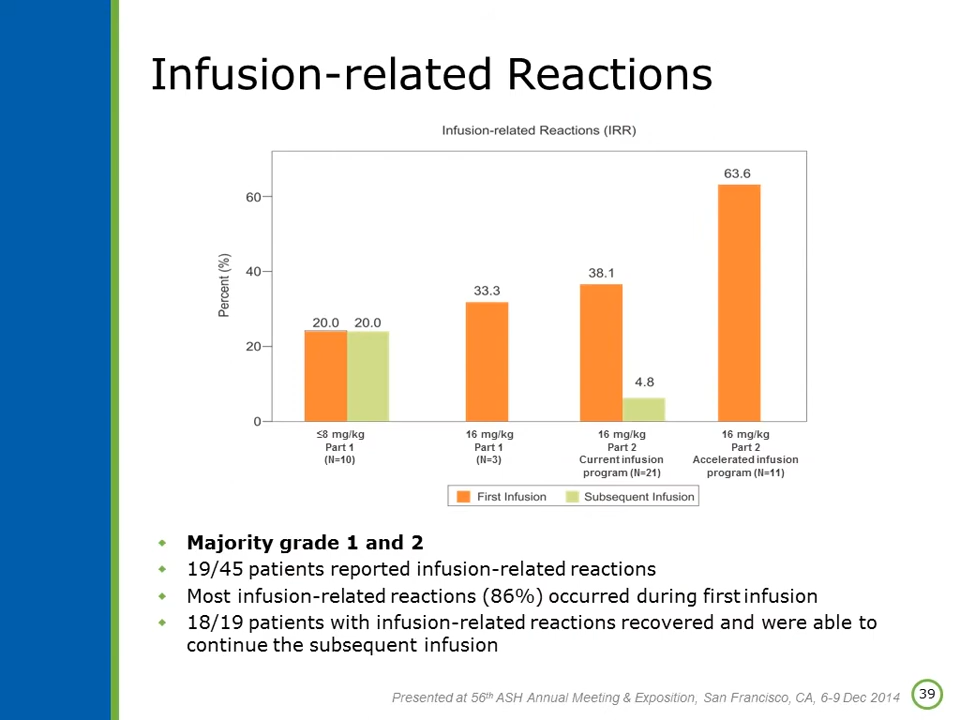 Infusion-related Reactions
Infusion-related Reactions (IRR)
Percent (%)
60
40
20
0
20.0
20.0
33.3
38.1
4.8
63.6
≤8 mg/kg
Part 1
(N=10)
16 mg/kg
Part 1
(N=3)
16 mg/kg
Part 2
Current infusion
program (N=21)
16 mg/kg
Part 2
Accelerated infusion
program (N=11)
First Infusion
Subsequent Infusion
Majority grade 1 and 2
19/45 patients reported infusion-related reactions
Most infusion-related reactions (86%) occurred during first infusion
18/19 patients with infusion-related reactions recovered and were able to
continue the subsequent infusion
Presented at 56th ASH Annual Meeting & Exposition, San Francisco, CA, 6-9 Dec 2014
39